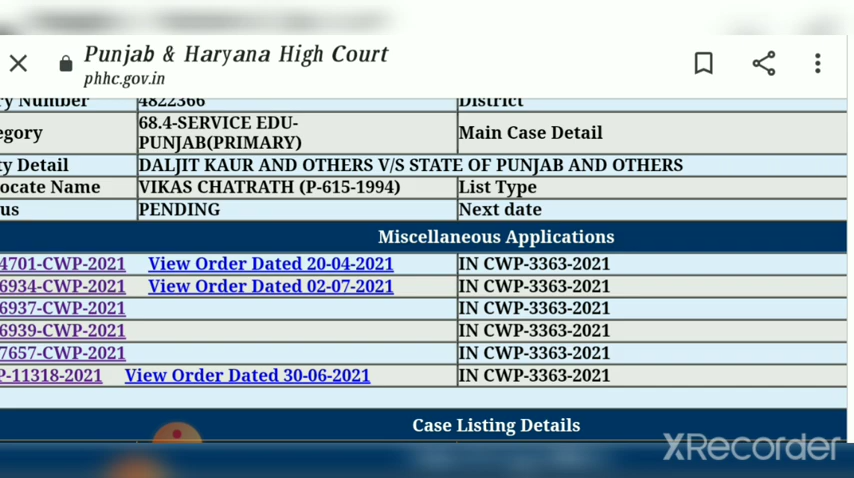 Punjab & Haryana High Court
phhc.gov.in
ry Number 4822366 District
egory 68.4-SERVICE EDU-
PUNJAB(PRIMARY) Main Case Detail
ty Detail DALJIT KAUR AND OTHERS V/S STATE OF PUNJAB AND OTHERS
ocate Name VIKAS CHATRATH (P-615-1994) List Type
us PENDING Next date
Miscellaneous Applications
4701-CWP-2021 View Order Dated 20-04-2021 IN CWP-3363-2021
6934-CWP-2021 View Order Dated 02-07-2021 IN CWP-3363-2021
6937-CWP-2021 IN CWP-3363-2021
6939-CWP-2021 IN CWP-3363-2021
7657-CWP-2021 IN CWP-3363-2021
P-11318-2021 View Order Dated 30-06-2021 IN CWP-3363-2021
Case Listing Details
XRecorder